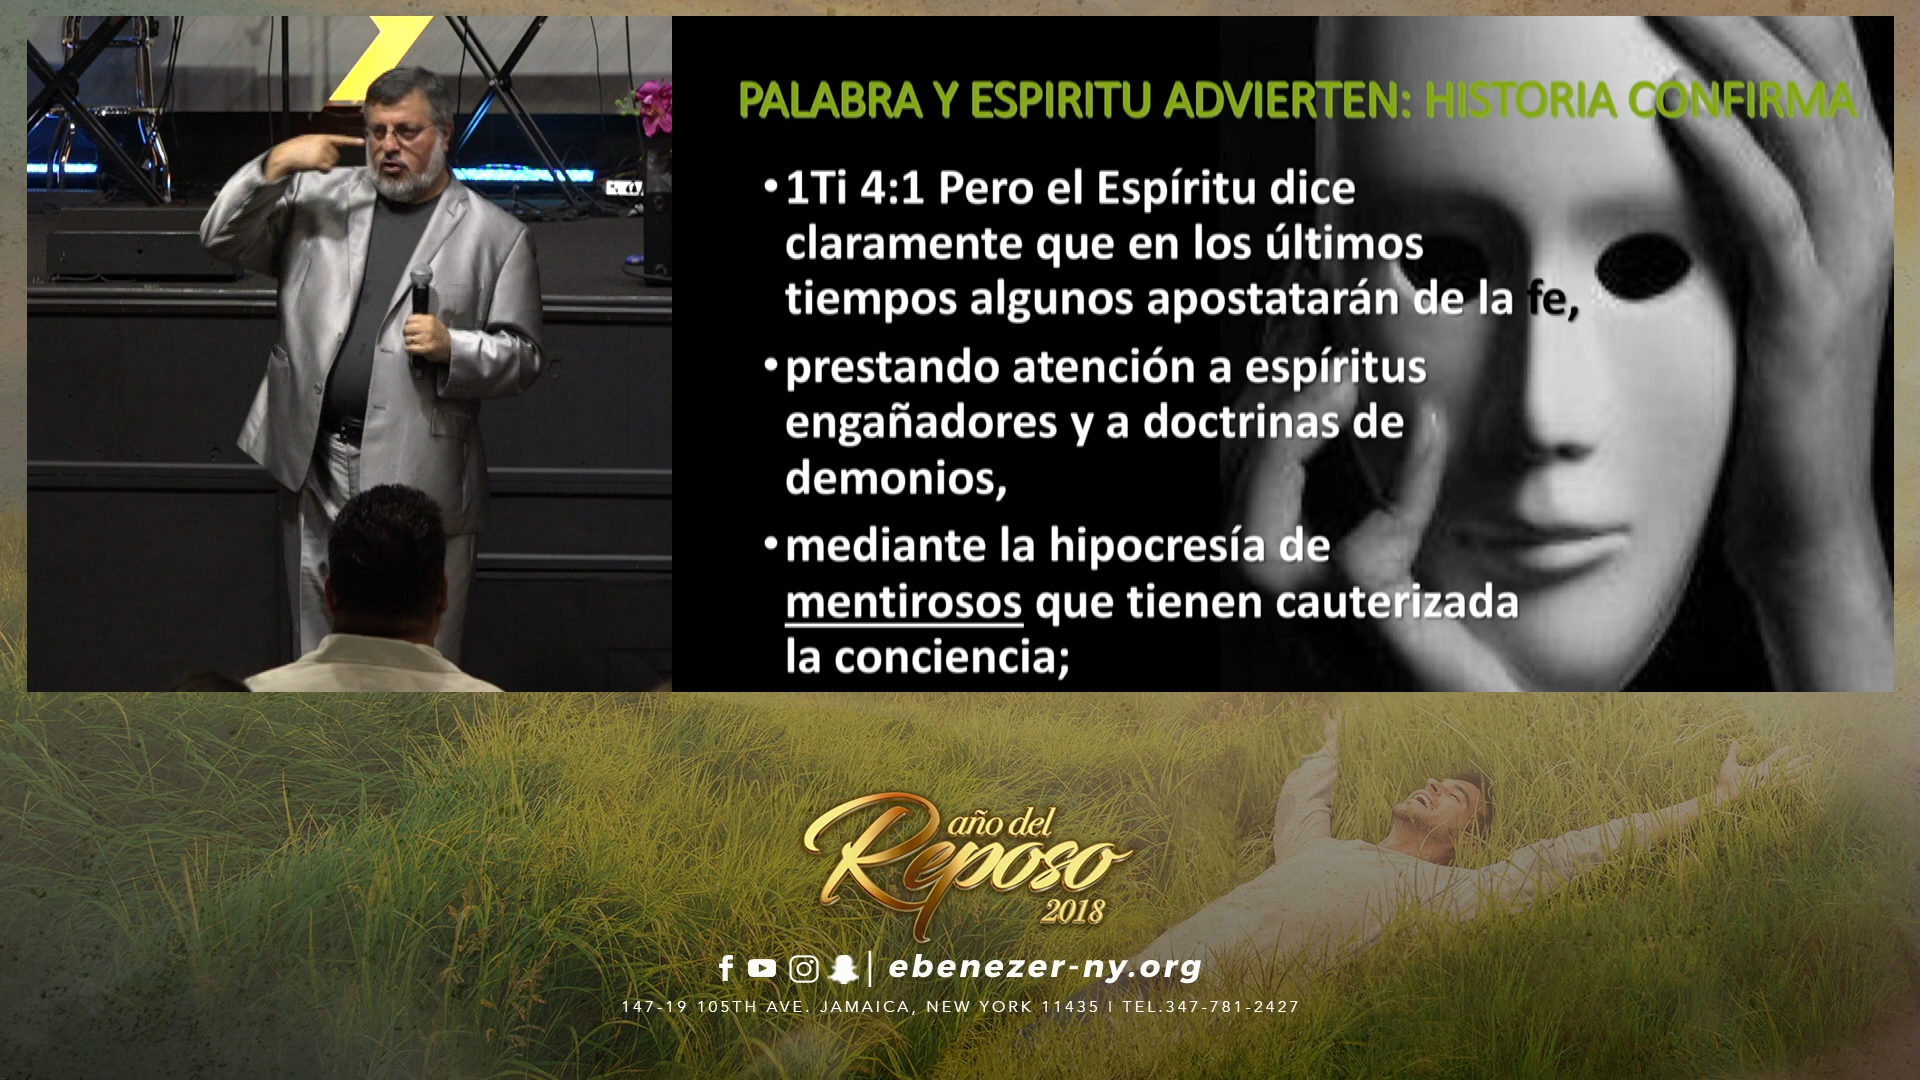 PALABRA Y ESPIRITU ADVIERTEN: HISTORIA CONFIRMA
• 1Ti 4:1 Pero el Espíritu dice
claramente que en los últimos
tiempos algunos apostatarán de la fe,
• prestando atención a espíritus
engañadores y a doctrinas de
demonios,
• mediante la hipocresía de
mentirosos que tienen cauterizada
la conciencia;
año del
Reposo
2018
ebenezer-ny.org
147-19 105TH AVE. JAMAICA, NEW YORK 11435 | TEL.347-781-2427